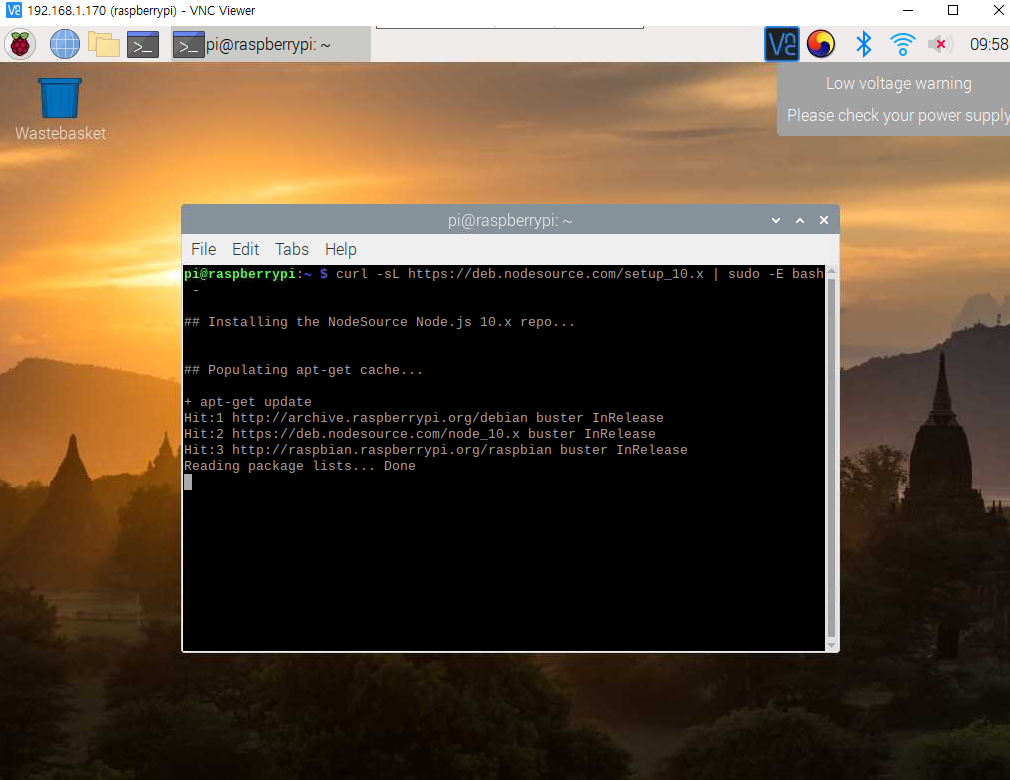 192.168.1.170 (raspberrypi) - VNC Viewer
pi@raspberrypi: ~
09:58
Low voltage warning
Please check your power supply
Wastebasket
pi@raspberrypi: ~
File Edit Tabs Help
pi@raspberrypi:~ $ curl -sL https://deb.nodesource.com/setup_10.x | sudo -E bash
-
## Installing the NodeSource Node.js 10.x repo...
## Populating apt-get cache...
+ apt-get update
Hit:1 http://archive.raspberrypi.org/debian buster InRelease
Hit:2 https://deb.nodesource.com/node_10.x buster InRelease
Hit:3 http://raspbian.raspberrypi.org/raspbian buster InRelease
Reading package lists... Done